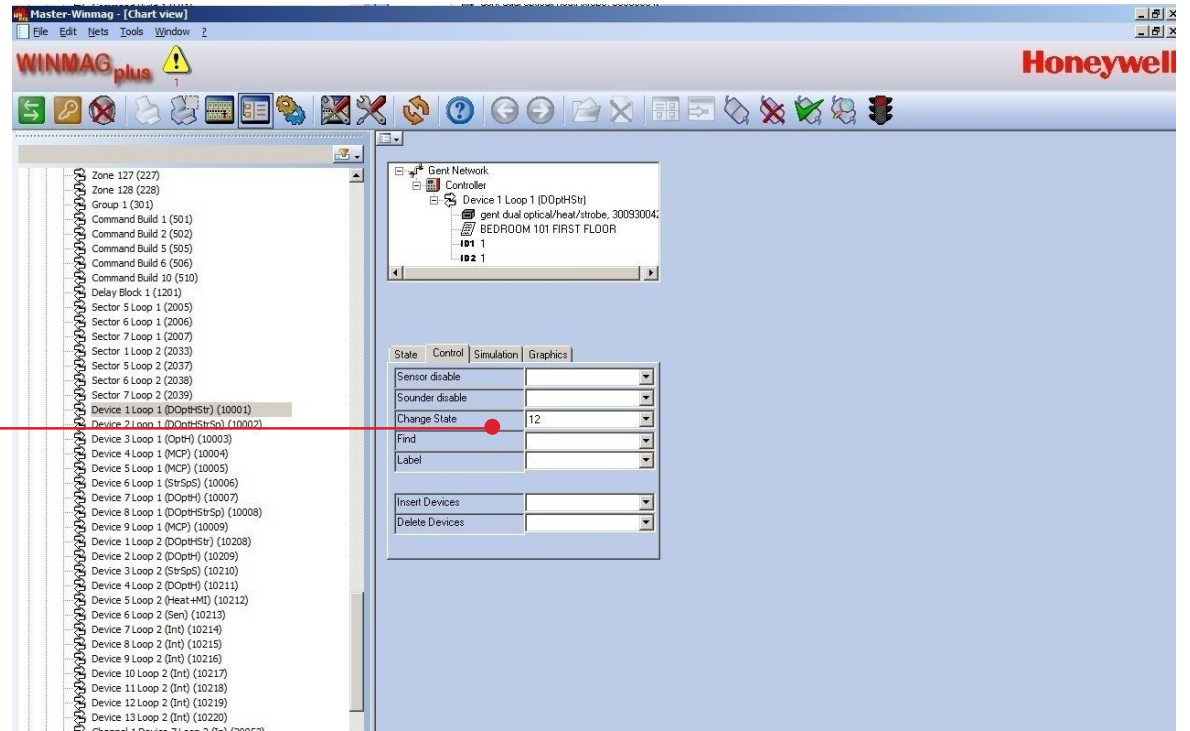 Master-Winmag - [Chart view]
File Edit Nets Tools Window ?
WINMAG plus
1
Honeywell
Zone 127 (227)
Zone 128 (228)
Group 1 (301)
Command Build 1 (501)
Command Build 2 (502)
Command Build 5 (505)
Command Build 6 (506)
Command Build 10 (510)
Delay Block 1 (1201)
Sector 5 Loop 1 (2005)
Sector 6 Loop 1 (2006)
Sector 7 Loop 1 (2007)
Sector 1 Loop 2 (2033)
Sector 5 Loop 2 (2037)
Sector 6 Loop 2 (2038)
Sector 7 Loop 2 (2039)
Device 1 Loop 1 (DOptHStr) (10001)
Device 2 Loop 1 (DOptHStrSp) (10002)
Device 3 Loop 1 (OptH) (10003)
Device 4 Loop 1 (MCP) (10004)
Device 5 Loop 1 (MCP) (10005)
Device 6 Loop 1 (StrSpS) (10006)
Device 7 Loop 1 (DOptH) (10007)
Device 8 Loop 1 (DOptHStrSp) (10008)
Device 9 Loop 1 (MCP) (10009)
Device 1 Loop 2 (DOptHStr) (10208)
Device 2 Loop 2 (DOptH) (10209)
Device 3 Loop 2 (StrSpS) (10210)
Device 4 Loop 2 (DOptH) (10211)
Device 5 Loop 2 (Heat+MI) (10212)
Device 6 Loop 2 (Sen) (10213)
Device 7 Loop 2 (Int) (10214)
Device 8 Loop 2 (Int) (10215)
Device 9 Loop 2 (Int) (10216)
Device 10 Loop 2 (Int) (10217)
Device 11 Loop 2 (Int) (10218)
Device 12 Loop 2 (Int) (10219)
Device 13 Loop 2 (Int) (10220)
Gent Network
Controller
Device 1 Loop 1 (DOptHStr)
gent dual optical/heat/strobe, 30093004
BEDROOM 101 FIRST FLOOR
ID1 1
ID2 1
State Control Simulation Graphics
Sensor disable
Sounder disable
Change State 12
Find
Label
Insert Devices
Delete Devices